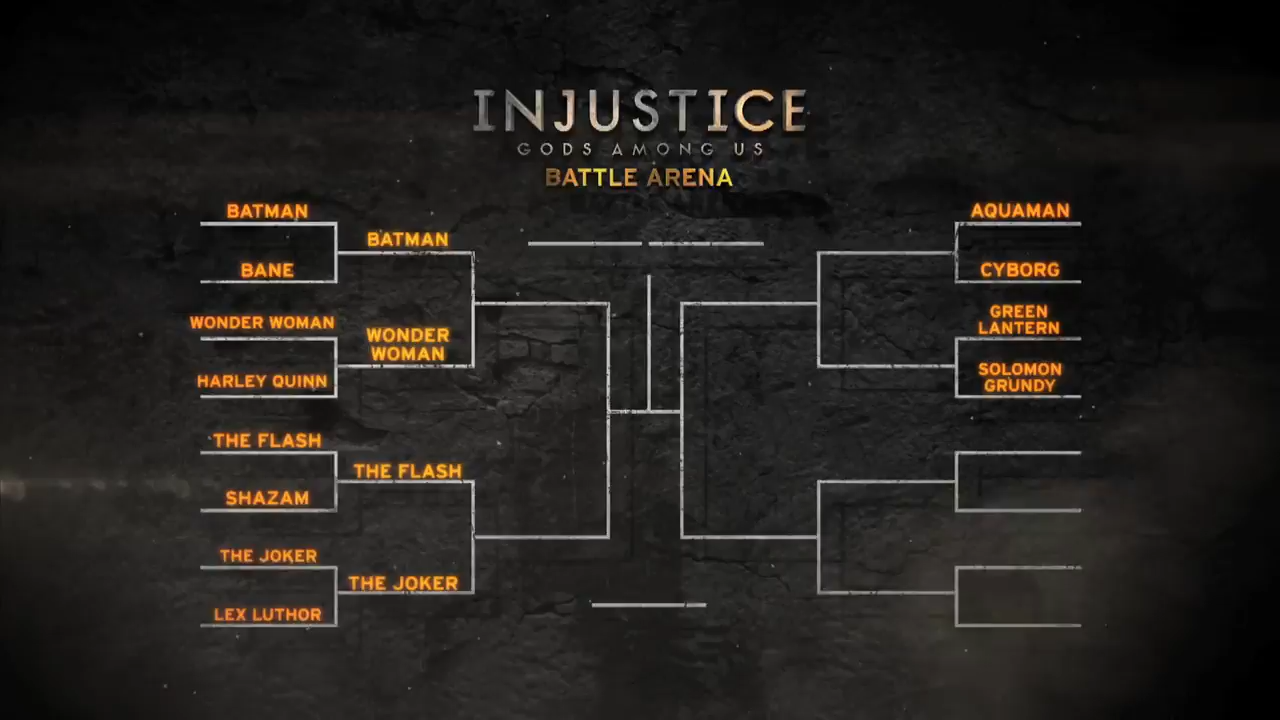 INJUSTICE
GODS AMONG US
BATTLE ARENA
BATMAN
BANE
WONDER WOMAN
HARLEY QUINN
THE FLASH
SHAZAM
THE JOKER
LEX LUTHOR
BATMAN
WONDER
WOMAN
THE FLASH
THE JOKER
AQUAMAN
CYBORG
GREEN
LANTERN
SOLOMON
GRUNDY